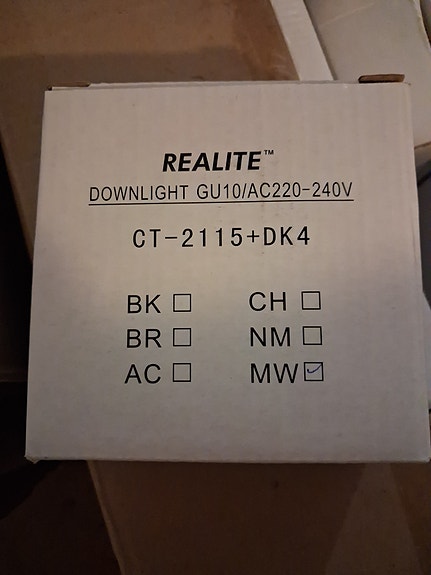 REALITE™
DOWNLIGHT GU10/AC220-240V
CT-2115+DK4
BK □ CH □
BR □ NM □
AC □ MW ☑